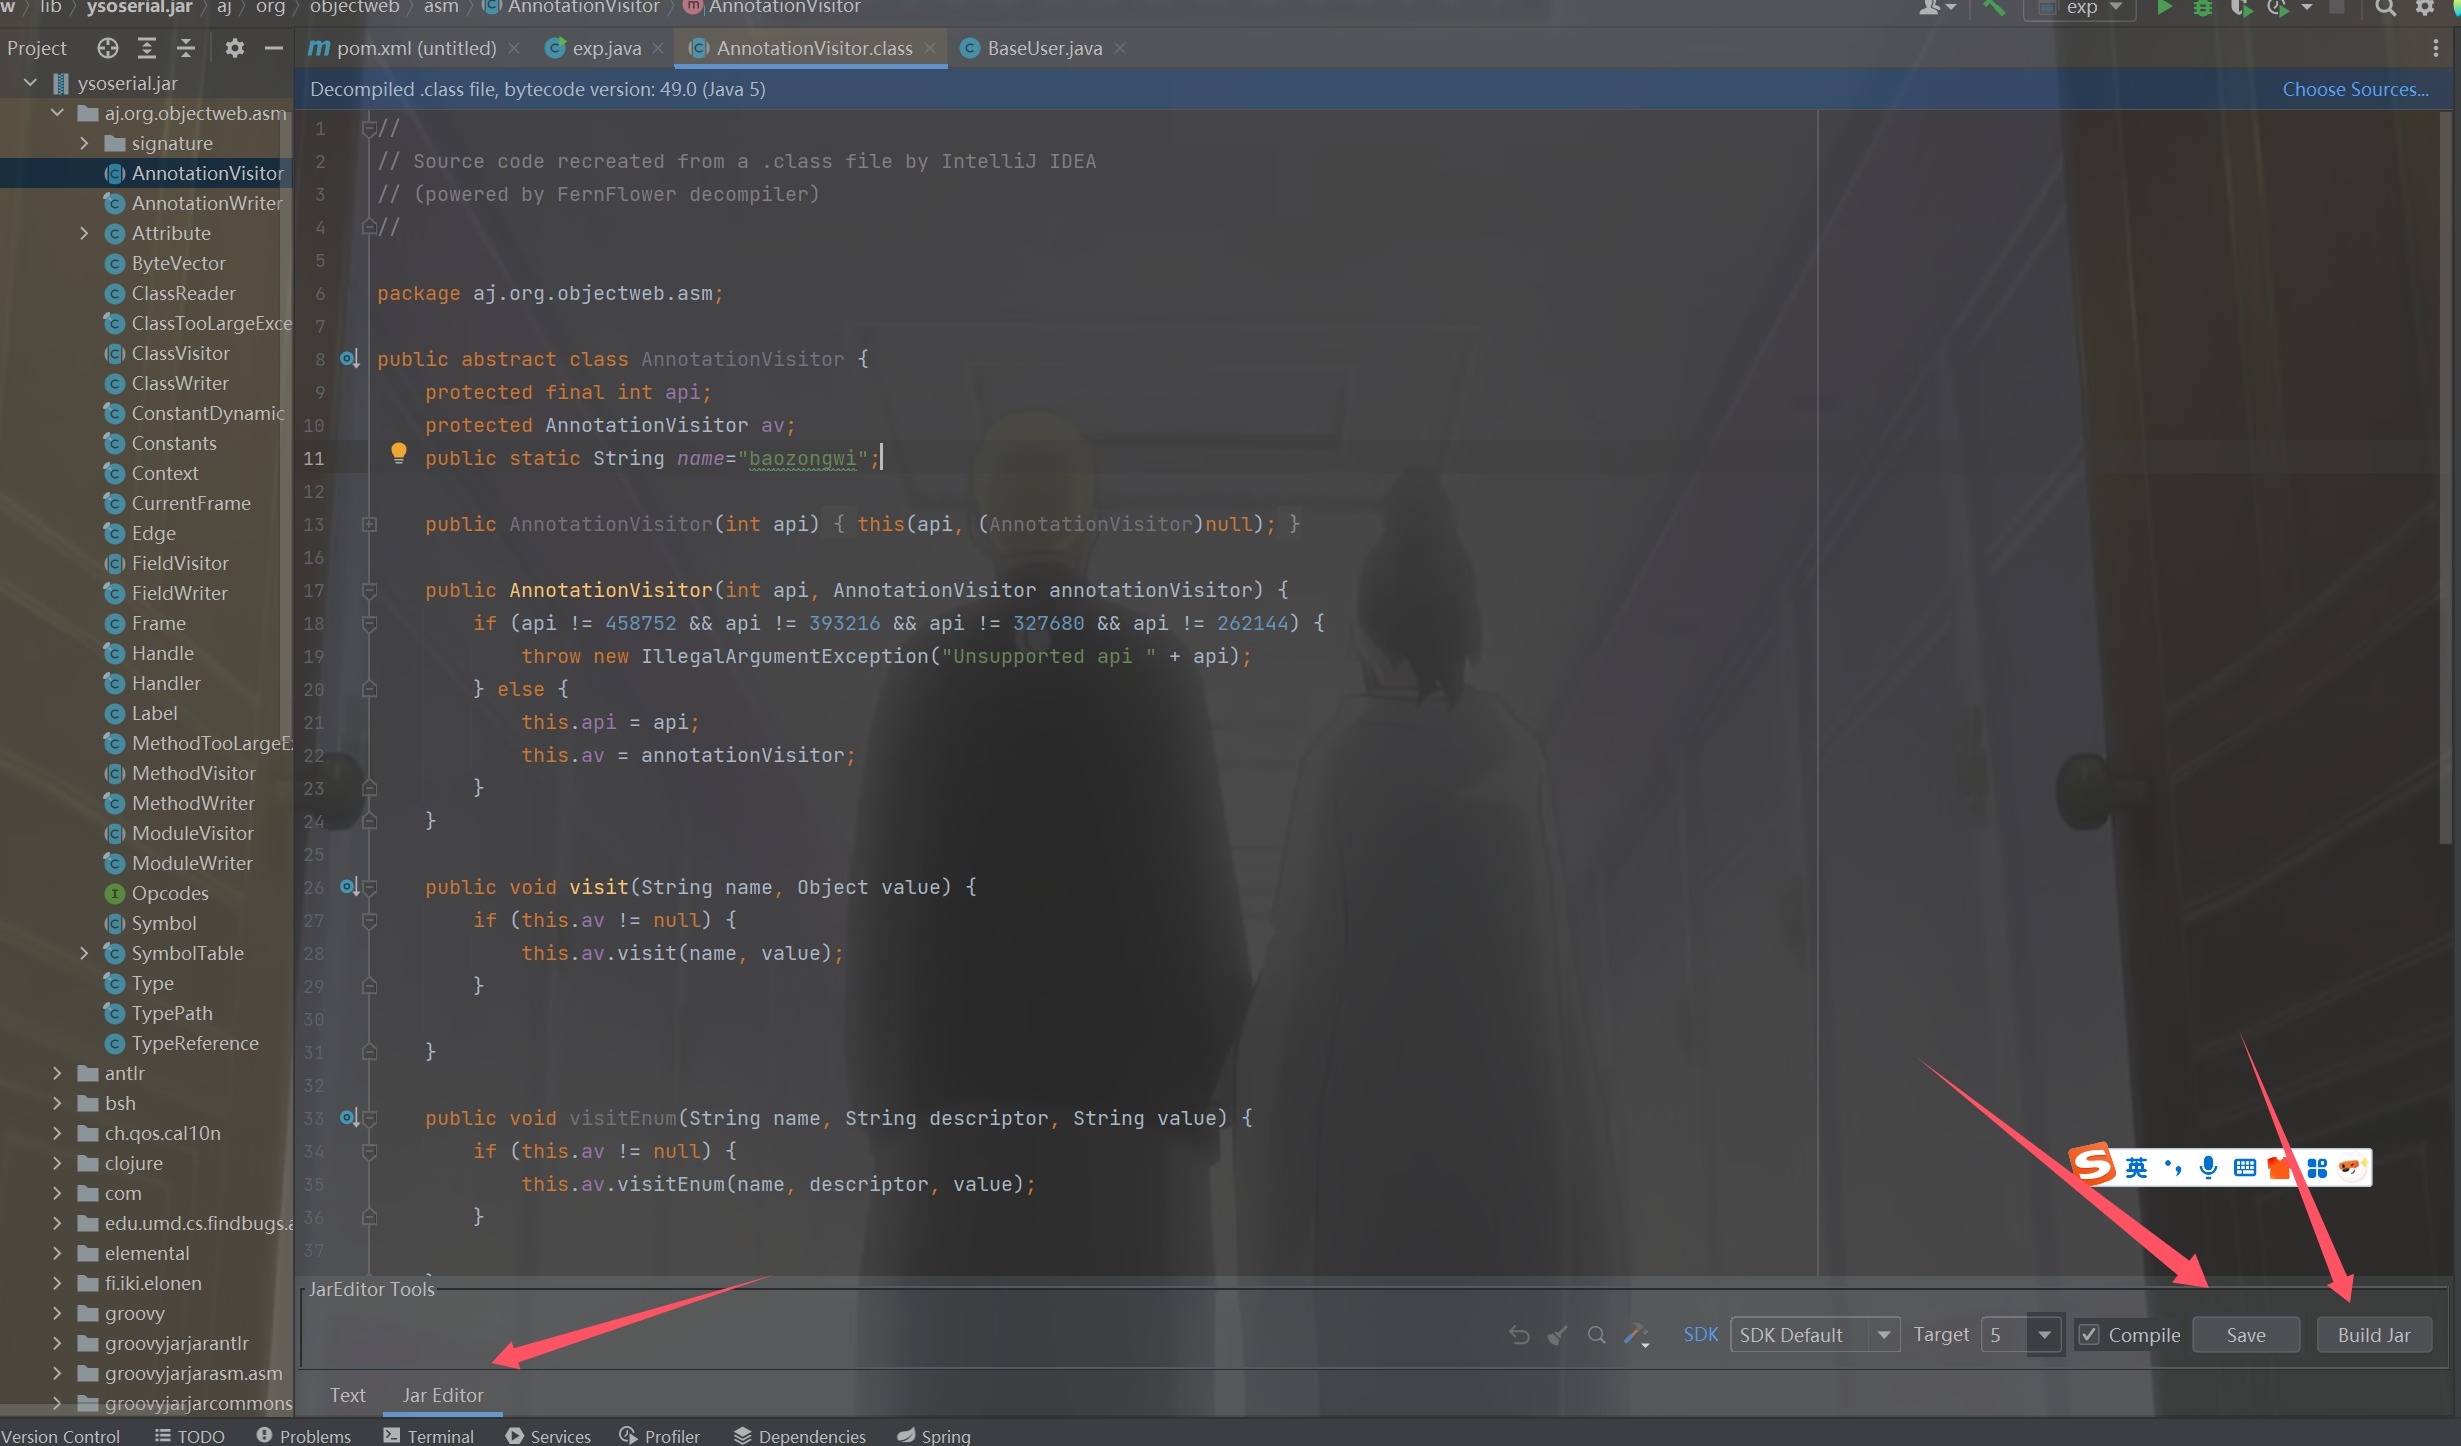 w lib ysoserial.jar aj org objectweb asm AnnotationVisitor AnnotationVisitor exp
Project
pom.xml (untitled) exp.java AnnotationVisitor.class BaseUser.java
Decompiled .class file, bytecode version: 49.0 (Java 5) Choose Sources...
ysoserial.jar
aj.org.objectweb.asm
signature
AnnotationVisitor
AnnotationWriter
Attribute
ByteVector
ClassReader
ClassTooLargeExce
ClassVisitor
ClassWriter
ConstantDynamic
Constants
Context
CurrentFrame
Edge
FieldVisitor
FieldWriter
Frame
Handle
Handler
Label
MethodTooLargeE
MethodVisitor
MethodWriter
ModuleVisitor
ModuleWriter
Opcodes
Symbol
SymbolTable
Type
TypePath
TypeReference
antlr
bsh
ch.qos.cal10n
clojure
com
edu.umd.cs.findbugs.a
elemental
fi.iki.elonen
groovy
groovyjarjarantlr
groovyjarjarasm.asm
groovyjarjarcommons
1 //
2 // Source code recreated from a .class file by IntelliJ IDEA
3 // (powered by FernFlower decompiler)
4 //
5
6 package aj.org.objectweb.asm;
7
8 public abstract class AnnotationVisitor {
9 protected final int api;
10 protected AnnotationVisitor av;
11 public static String name="baozongwi";
12
13 public AnnotationVisitor(int api) { this(api, (AnnotationVisitor)null); }
16
17 public AnnotationVisitor(int api, AnnotationVisitor annotationVisitor) {
18 if (api != 458752 && api != 393216 && api != 327680 && api != 262144) {
19 throw new IllegalArgumentException("Unsupported api " + api);
20 } else {
21 this.api = api;
22 this.av = annotationVisitor;
23 }
24 }
25
26 public void visit(String name, Object value) {
27 if (this.av != null) {
28 this.av.visit(name, value);
29 }
30
31 }
32
33 public void visitEnum(String name, String descriptor, String value) {
34 if (this.av != null) {
35 this.av.visitEnum(name, descriptor, value);
36 }
37
英
JarEditor Tools
SDK SDK Default Target 5 Compile Save Build Jar
Text Jar Editor
Version Control TODO Problems Terminal Services Profiler Dependencies Spring